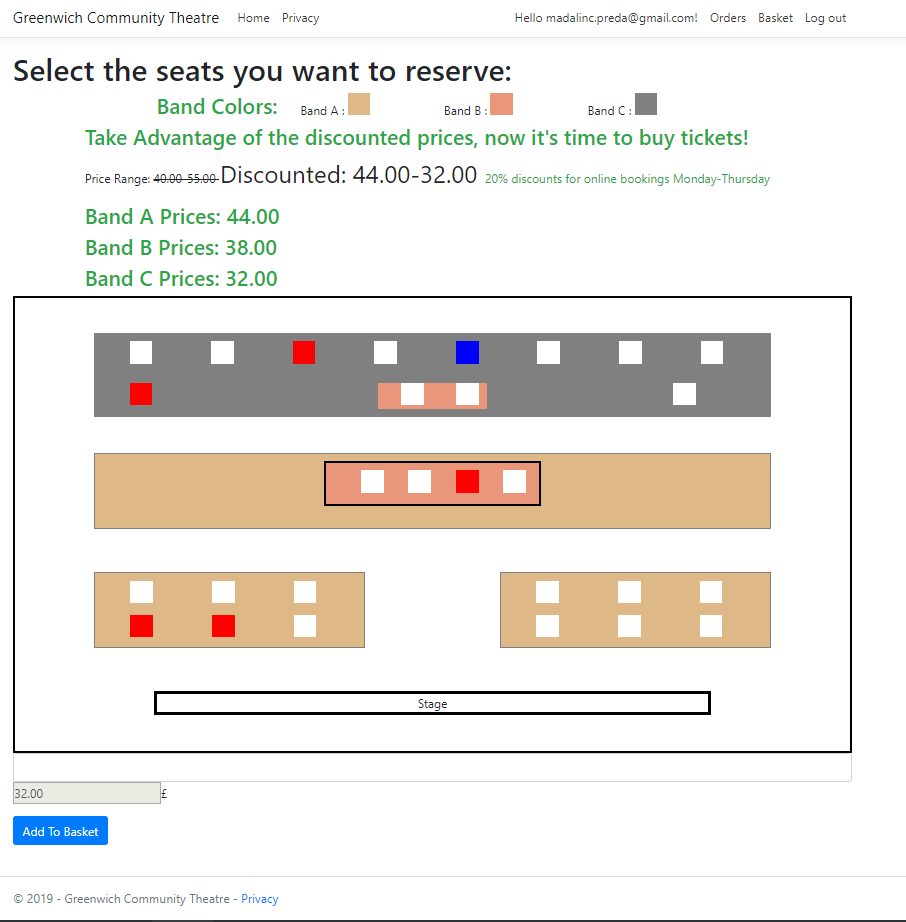 Greenwich Community Theatre Home Privacy Hello madalinc.preda@gmail.com! Orders Basket Log out
Select the seats you want to reserve:
Band Colors: Band A : Band B : Band C :
Take Advantage of the discounted prices, now it's time to buy tickets!
Price Range: 40.00-55.00 Discounted: 44.00-32.00 20% discounts for online bookings Monday-Thursday
Band A Prices: 44.00
Band B Prices: 38.00
Band C Prices: 32.00
Stage
32.00 £
Add To Basket
© 2019 - Greenwich Community Theatre - Privacy